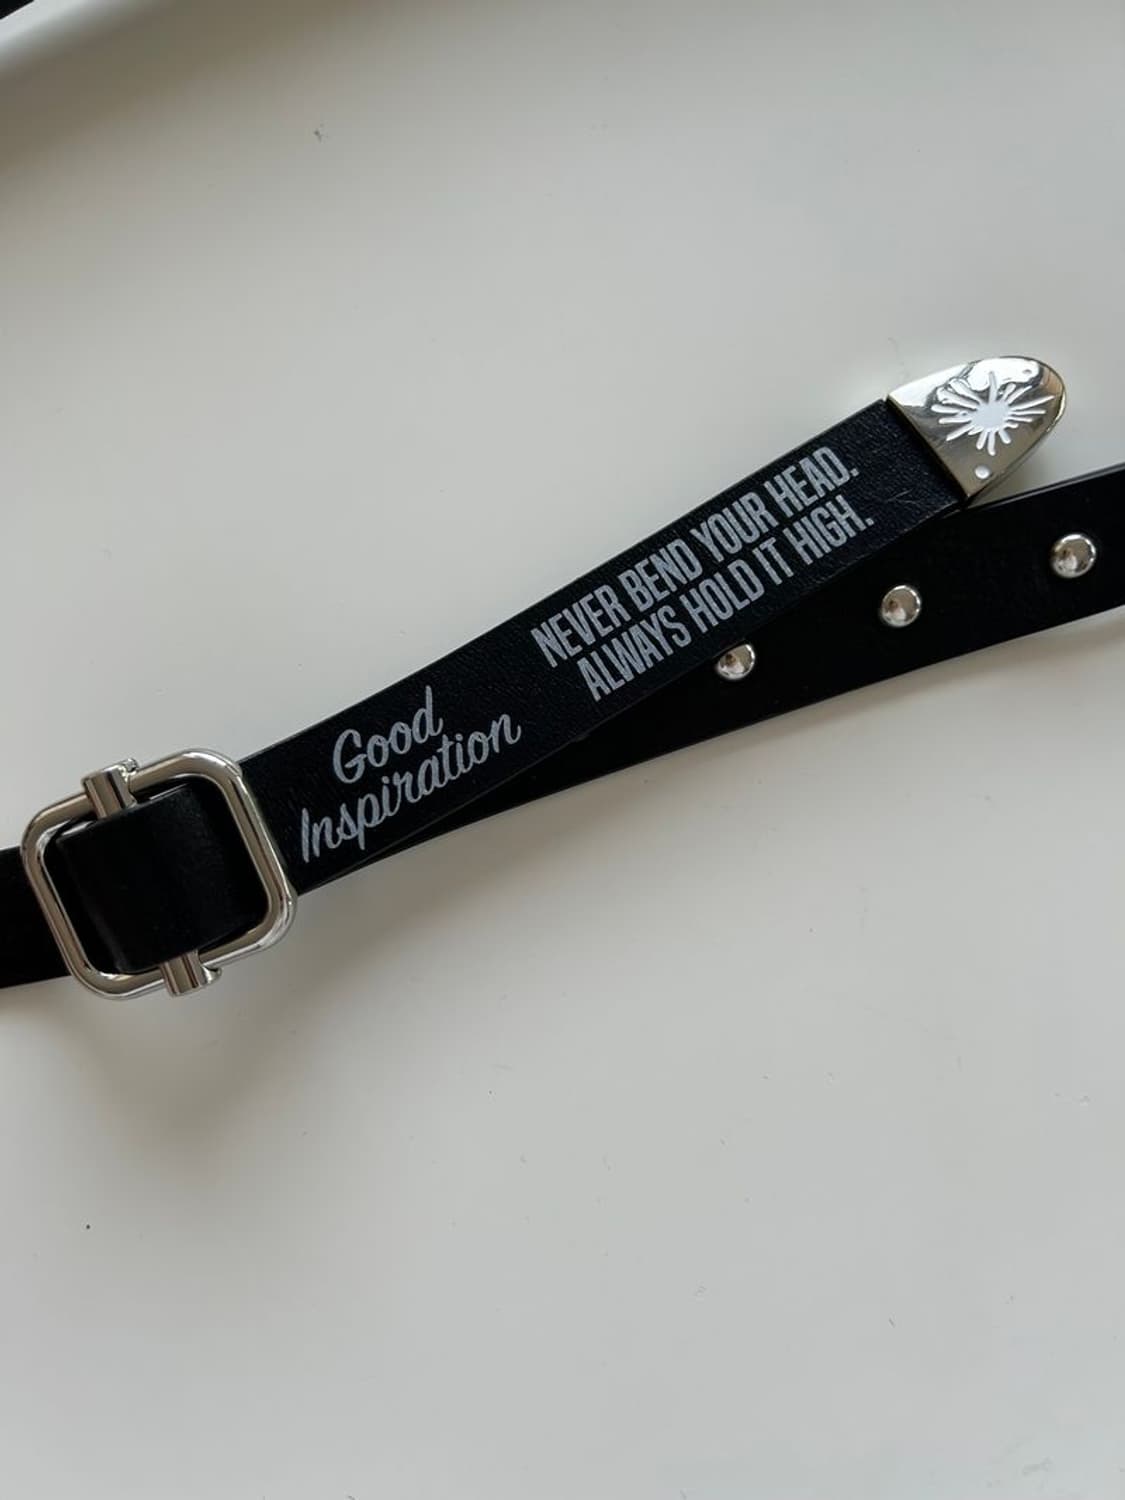 Good
Inspiration
NEVER BEND YOUR HEAD.
ALWAYS HOLD IT HIGH.